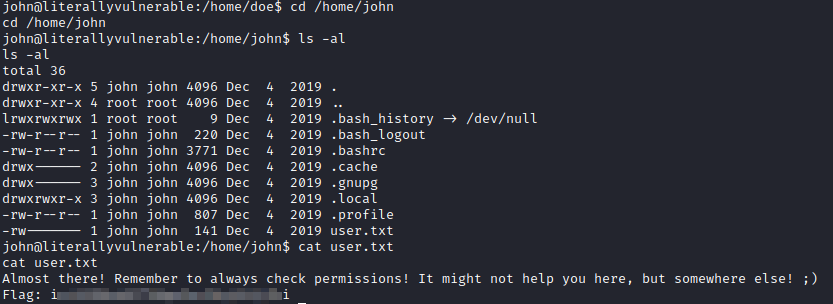 john@literallyvulnerable:/home/doe$ cd /home/john
cd /home/john
john@literallyvulnerable:/home/john$ ls -al
ls -al
total 36
drwxr-xr-x 5 john john 4096 Dec  4  2019 .
drwxr-xr-x 4 root root 4096 Dec  4  2019 ..
lrwxrwxrwx 1 root root    9 Dec  4  2019 .bash_history -> /dev/null
-rw-r--r-- 1 john john  220 Dec  4  2019 .bash_logout
-rw-r--r-- 1 john john 3771 Dec  4  2019 .bashrc
drwx------ 2 john john 4096 Dec  4  2019 .cache
drwx------ 3 john john 4096 Dec  4  2019 .gnupg
drwxrwxr-x 3 john john 4096 Dec  4  2019 .local
-rw-r--r-- 1 john john  807 Dec  4  2019 .profile
-rw------- 1 john john  141 Dec  4  2019 user.txt
john@literallyvulnerable:/home/john$ cat user.txt
cat user.txt
Almost there! Remember to always check permissions! It might not help you here, but somewhere else! ;)
Flag: